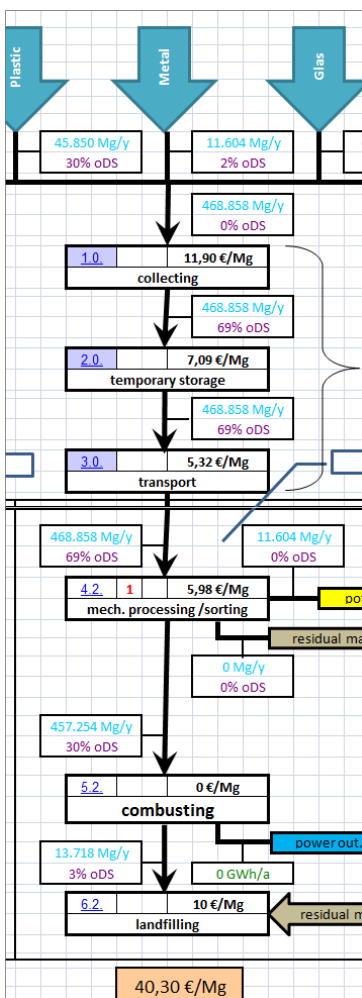 Plastic
Metal
Glas
45.850 Mg/y
30% oDS
11.604 Mg/y
2% oDS
468.858 Mg/y
0% oDS
1.0. 11,90 €/Mg
collecting
468.858 Mg/y
69% oDS
2.0. 7,09 €/Mg
temporary storage
468.858 Mg/y
69% oDS
3.0. 5,32 €/Mg
transport
468.858 Mg/y
69% oDS
11.604 Mg/y
0% oDS
4.2. 1 5,98 €/Mg
mech. processing /sorting
pot
residual ma
0 Mg/y
0% oDS
457.254 Mg/y
30% oDS
5.2. 0 €/Mg
combusting
power out.
13.718 Mg/y
3% oDS
0 GWh/a
6.2. 10 €/Mg
landfilling
residual m
40,30 €/Mg